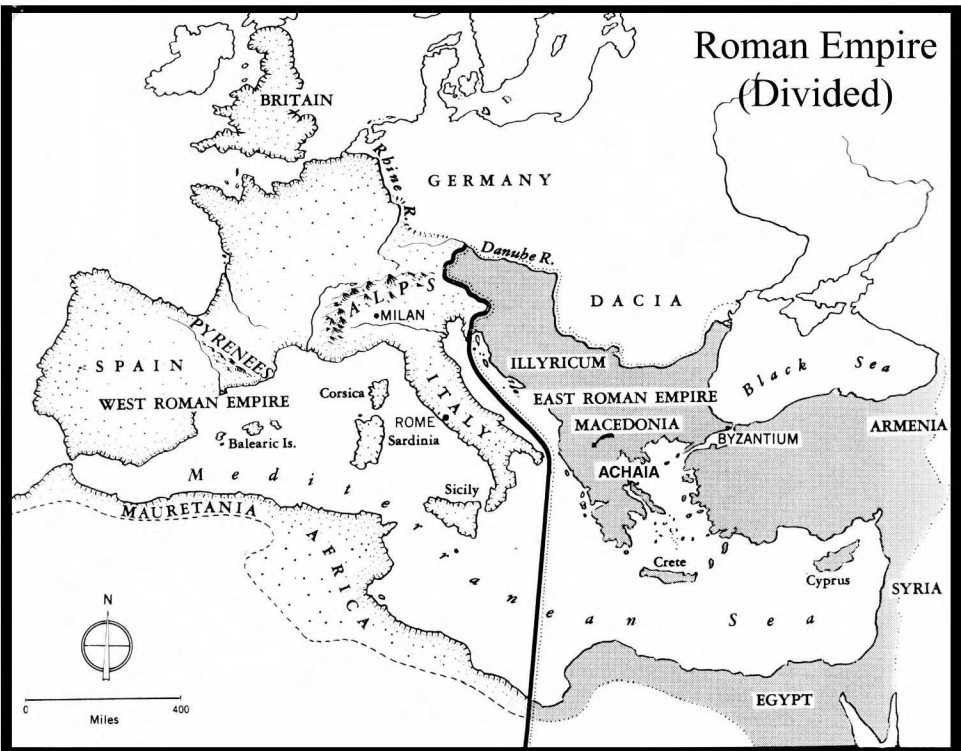 Roman Empire
(Divided)
BRITAIN
Rhine R.
GERMANY
Danube R.
DACIA
ALPS
MILAN
PYRENEES
SPAIN
ITALY
ILLYRICUM
Black Sea
WEST ROMAN EMPIRE
Corsica
EAST ROMAN EMPIRE
ROME
MACEDONIA
ARMENIA
Balearic Is.
Sardinia
BYZANTIUM
ACHAIA
Mediterranean Sea
Sicily
MAURETANIA
AFRICA
Crete
Cyprus
SYRIA
N
EGYPT
0 400
Miles